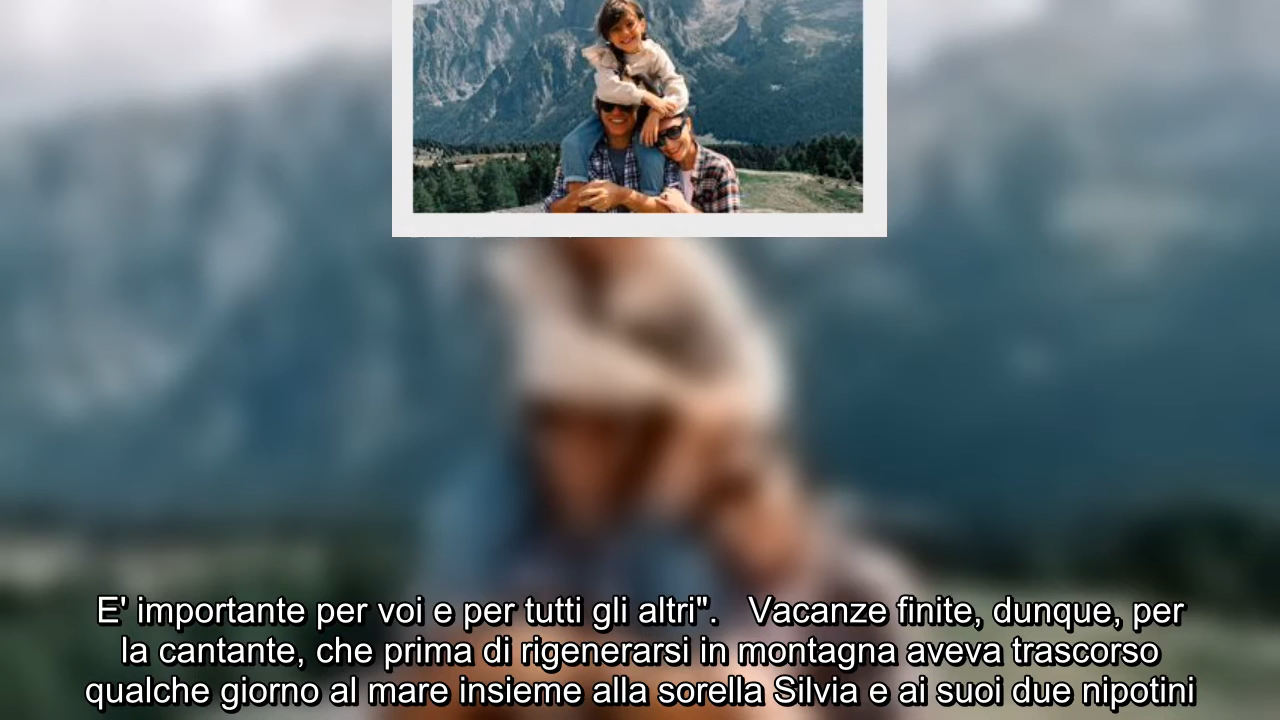 E' importante per voi e per tutti gli altri".   Vacanze finite, dunque, per
la cantante, che prima di rigenerarsi in montagna aveva trascorso
qualche giorno al mare insieme alla sorella Silvia e ai suoi due nipotini